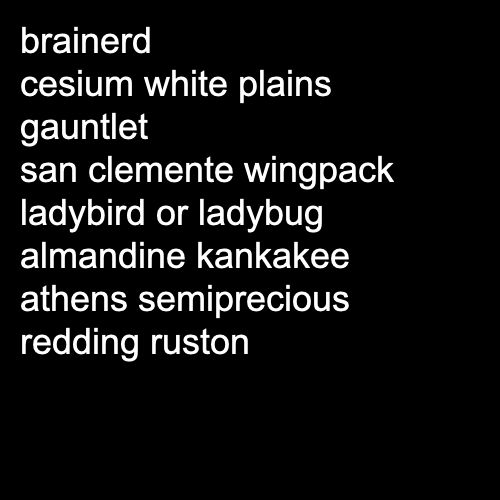 brainerd
cesium white plains
gauntlet
san clemente wingpack
ladybird or ladybug
almandine kankakee
athens semiprecious
redding ruston